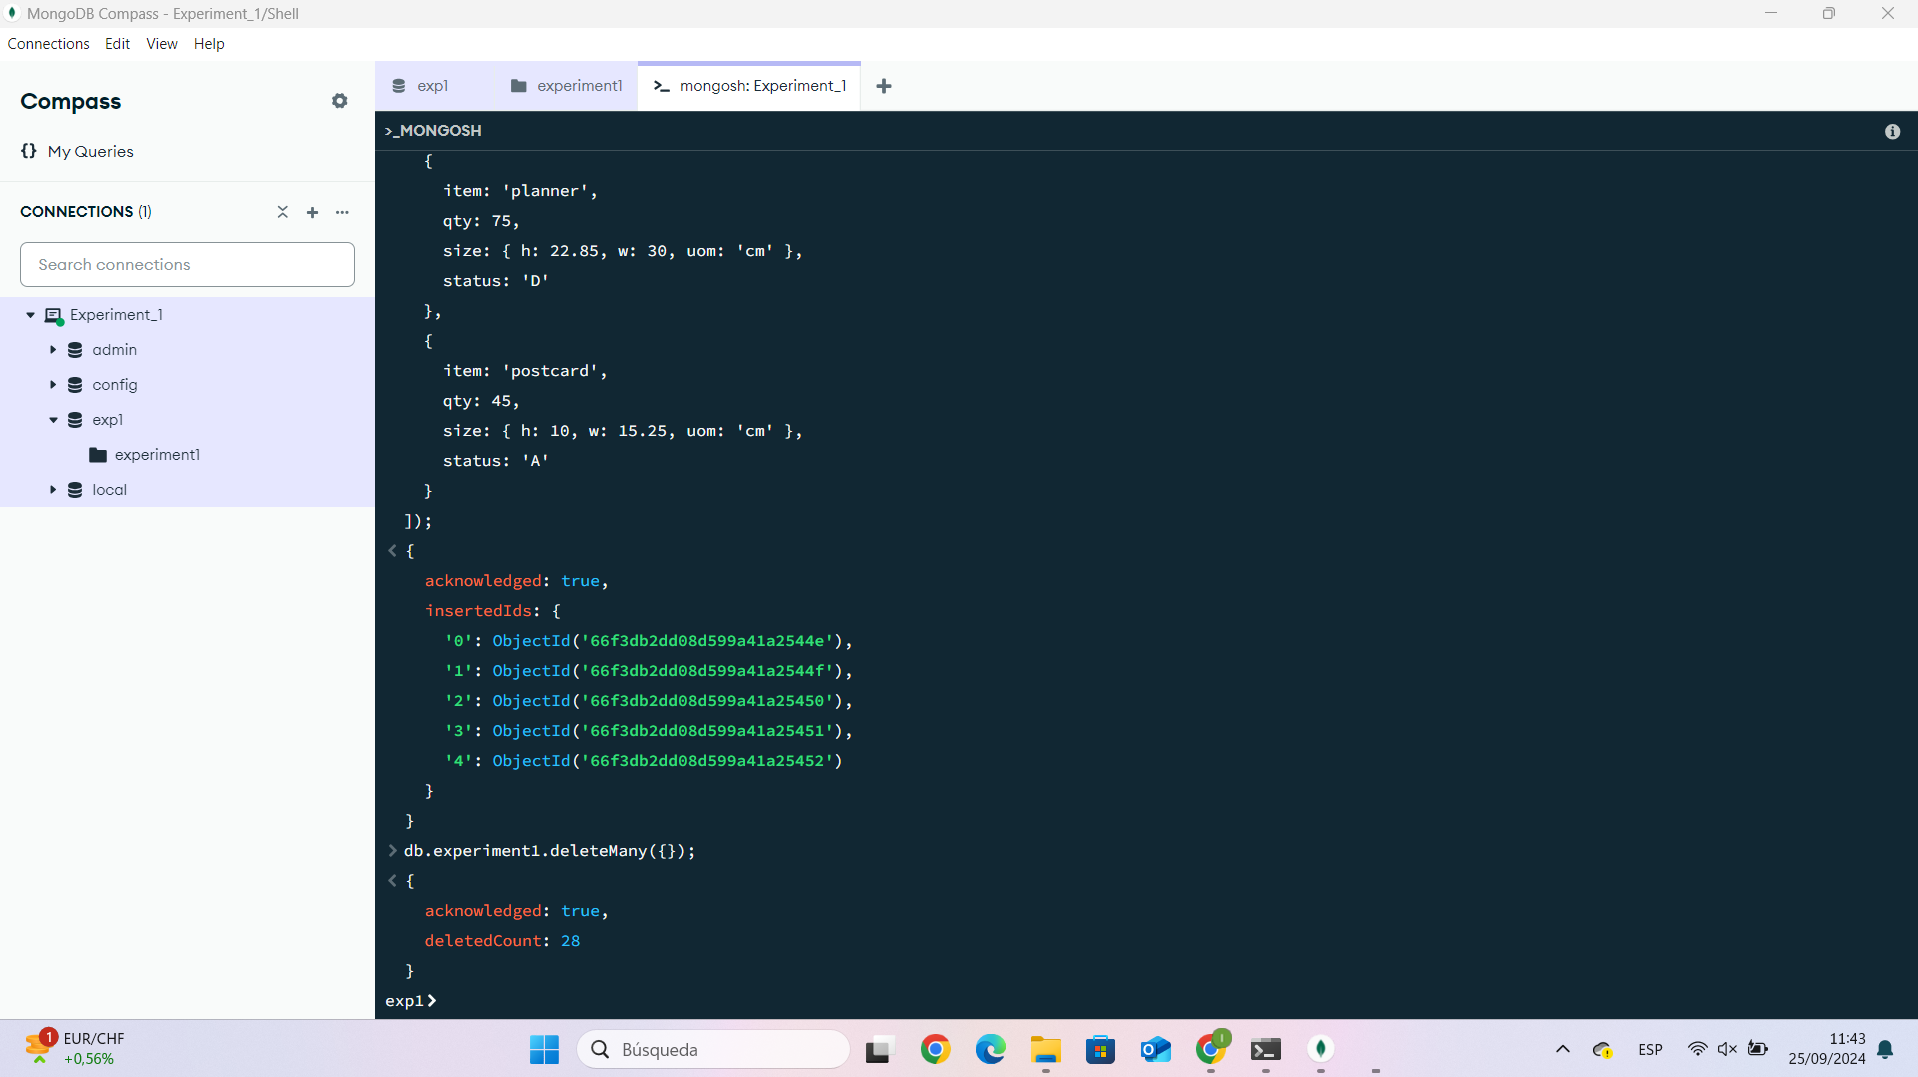 MongoDB Compass - Experiment_1/Shell
Connections Edit View Help
Compass
{} My Queries
CONNECTIONS (1)
Search connections
Experiment_1
admin
config
exp1
experiment1
local
exp1
experiment1
>_ mongosh: Experiment_1
>_MONGOSH
{
item: 'planner',
qty: 75,
size: { h: 22.85, w: 30, uom: 'cm' },
status: 'D'
},
{
item: 'postcard',
qty: 45,
size: { h: 10, w: 15.25, uom: 'cm' },
status: 'A'
}
]);
< {
acknowledged: true,
insertedIds: {
'0': ObjectId('66f3db2dd08d599a41a2544e'),
'1': ObjectId('66f3db2dd08d599a41a2544f'),
'2': ObjectId('66f3db2dd08d599a41a25450'),
'3': ObjectId('66f3db2dd08d599a41a25451'),
'4': ObjectId('66f3db2dd08d599a41a25452')
}
}
> db.experiment1.deleteMany({});
< {
acknowledged: true,
deletedCount: 28
}
exp1>
1
EUR/CHF
+0,56%
Búsqueda
ESP
11:43
25/09/2024